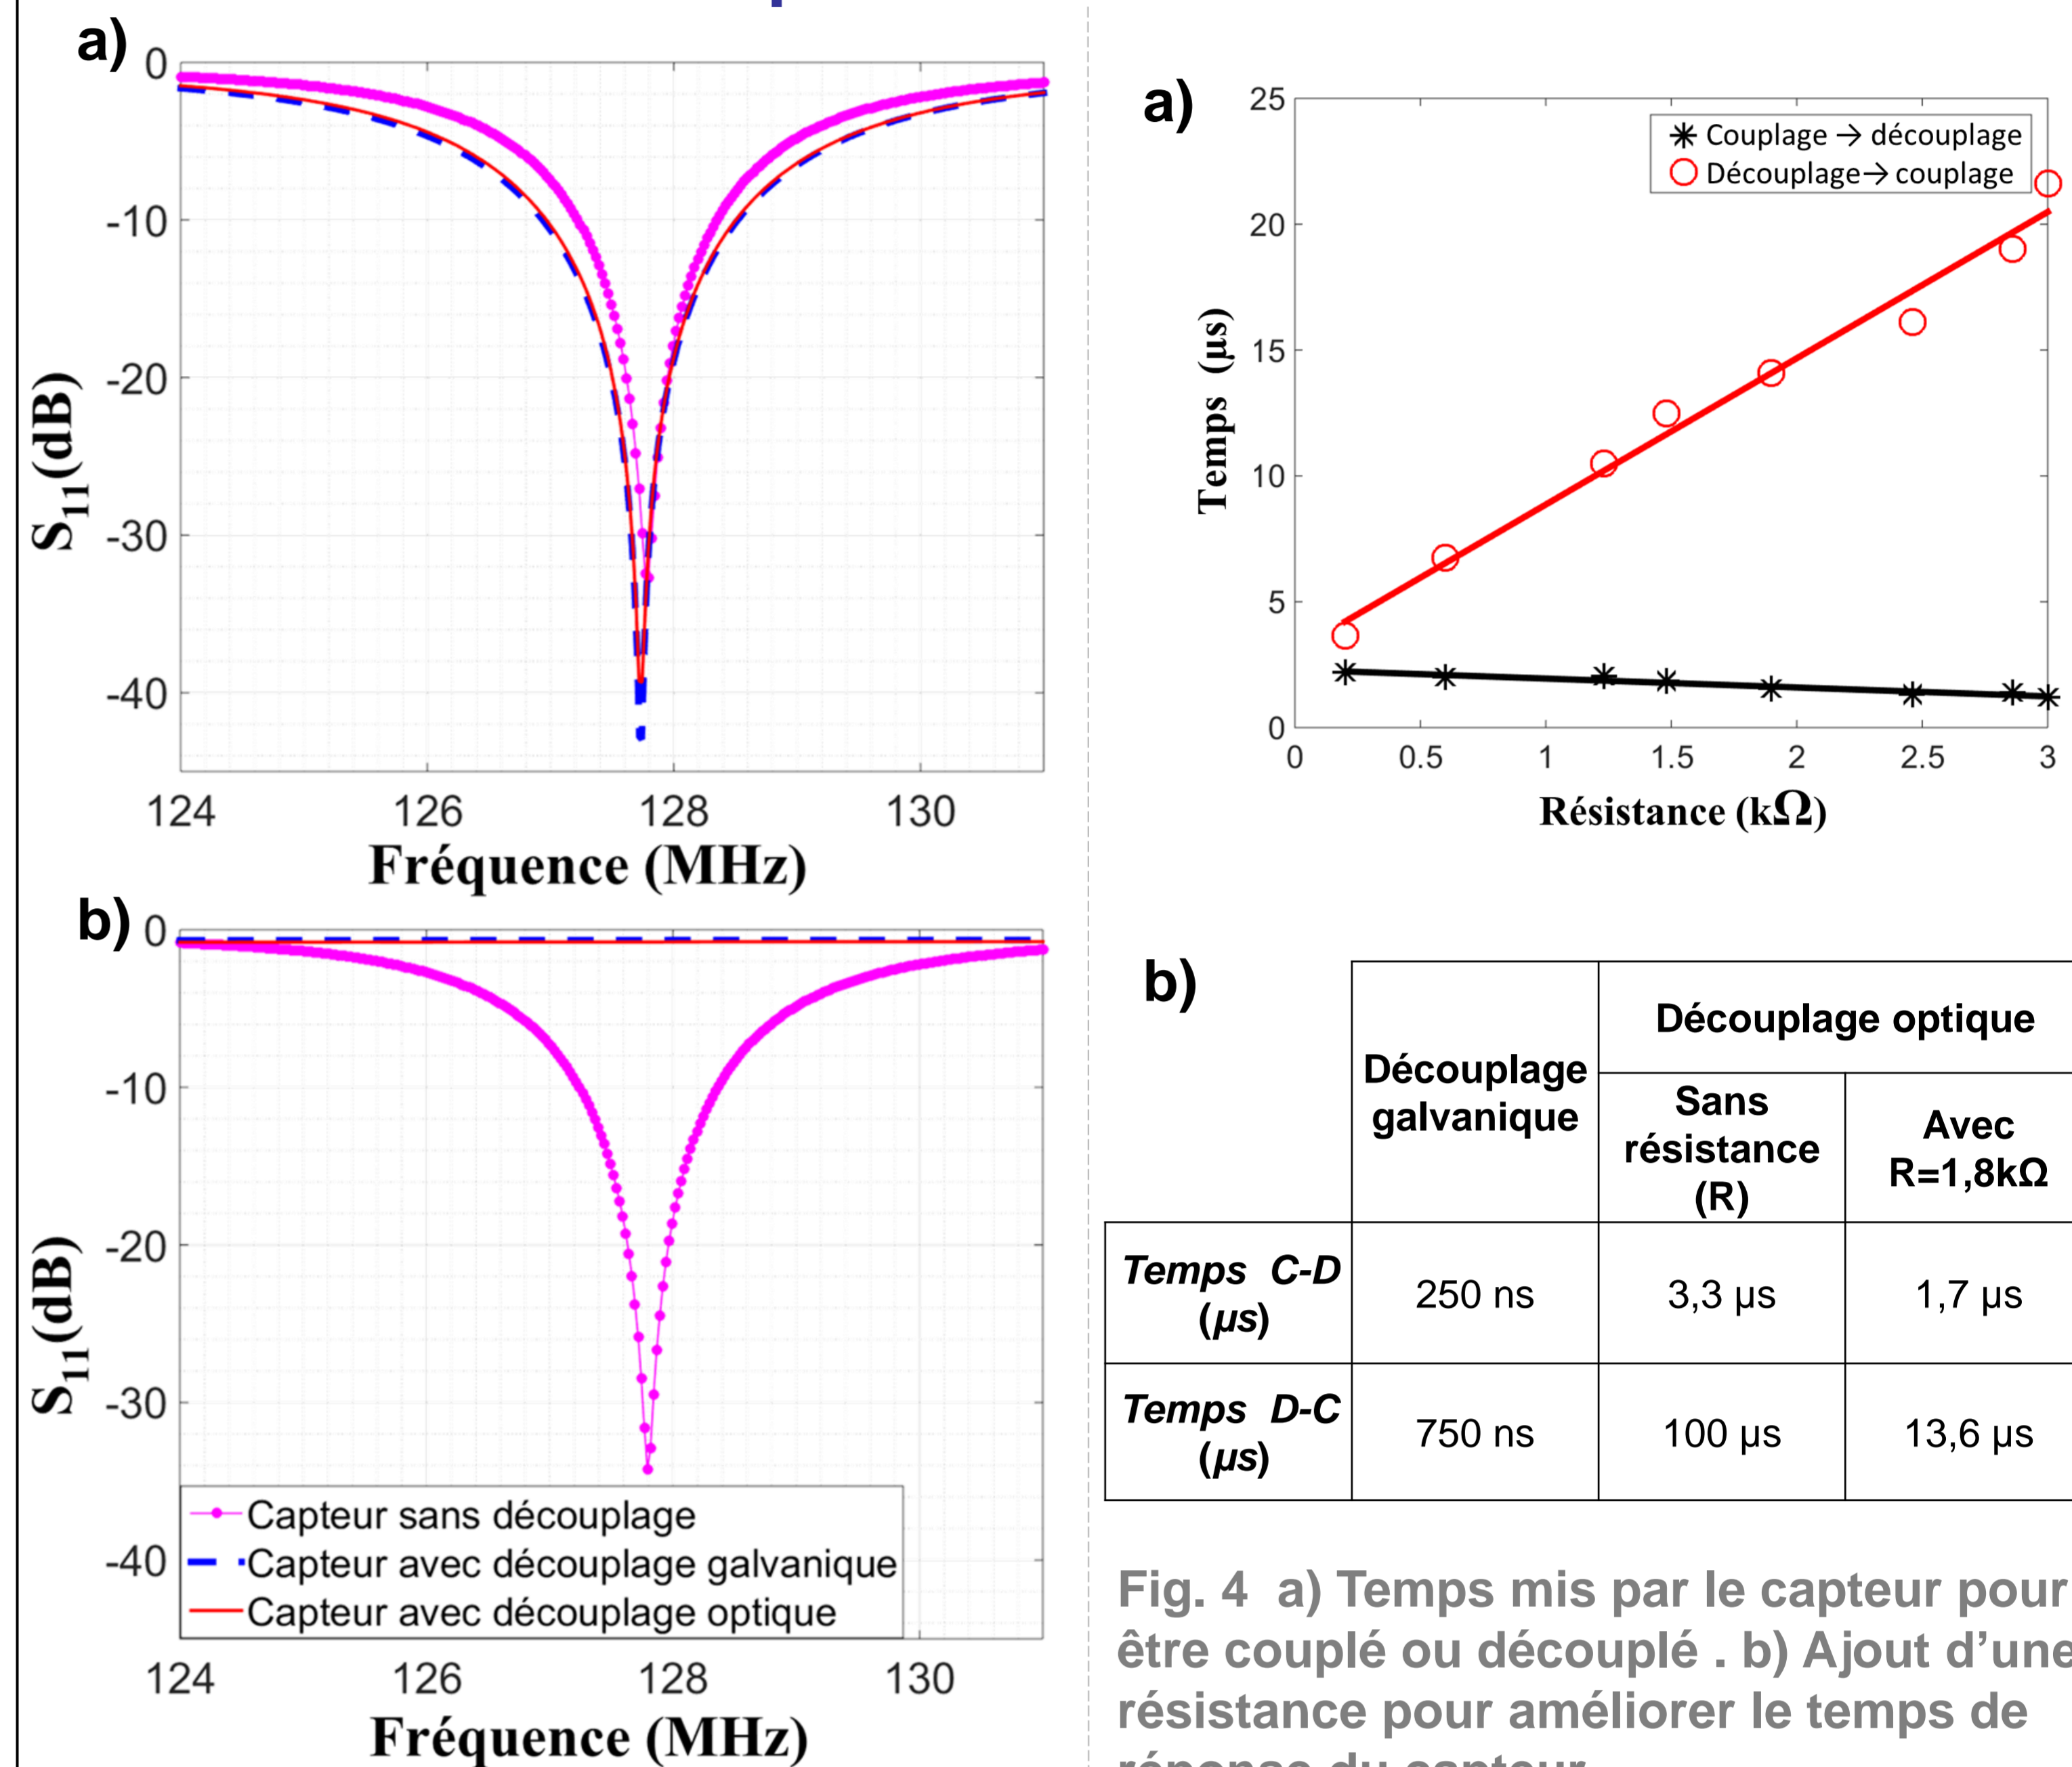 a)
0
-10
-20
-30
-40
S11(dB)
124 126 128 130
Fréquence (MHz)
b)
0
-10
-20
-30
-40
S11(dB)
Capteur sans découplage
Capteur avec découplage galvanique
Capteur avec découplage optique
124 126 128 130
Fréquence (MHz)
a)
25
20
15
10
5
0
Temps (µs)
Couplage → découplage
Découplage→ couplage
0 0.5 1 1.5 2 2.5 3
Résistance (kΩ)
b)
Découplage
galvanique
Découplage optique
Sans
résistance
(R)
Avec
R=1,8kΩ
Temps C-D
(µs)
250 ns
3,3 µs
1,7 µs
Temps D-C
(µs)
750 ns
100 µs
13,6 µs
Fig. 4 a) Temps mis par le capteur pour
être couplé ou découplé . b) Ajout d’une
résistance pour améliorer le temps de
réponse du capteur